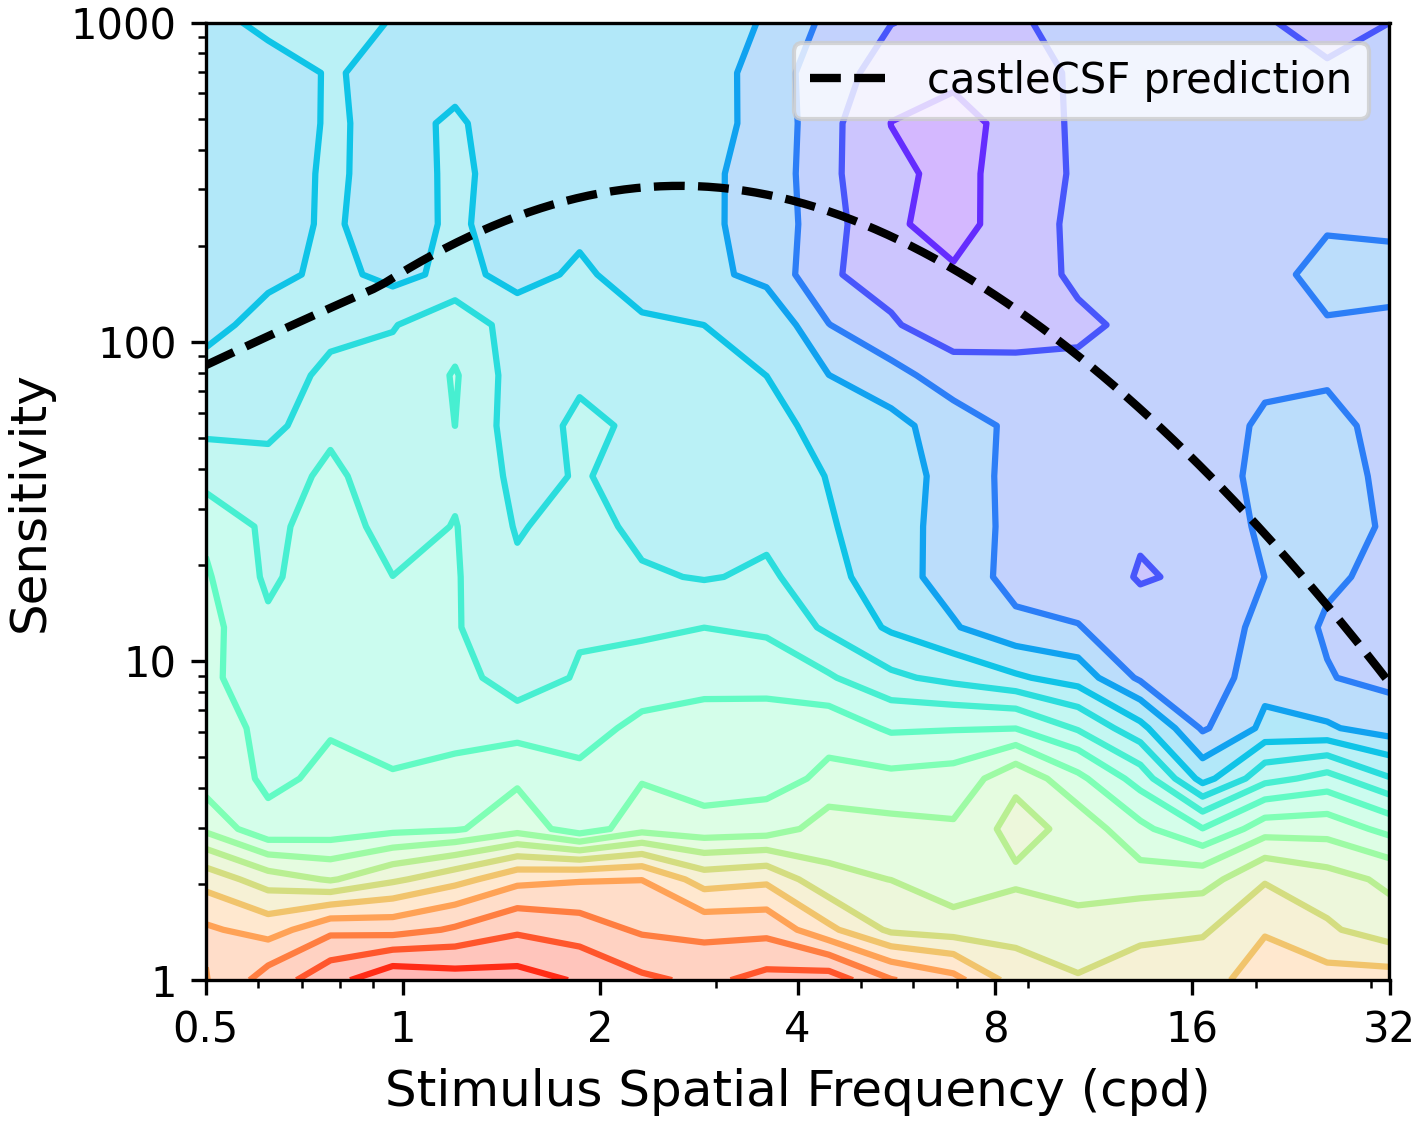 1000
castleCSF prediction
100
Sensitivity
10
1
0.5 1 2 4 8 16 32
Stimulus Spatial Frequency (cpd)